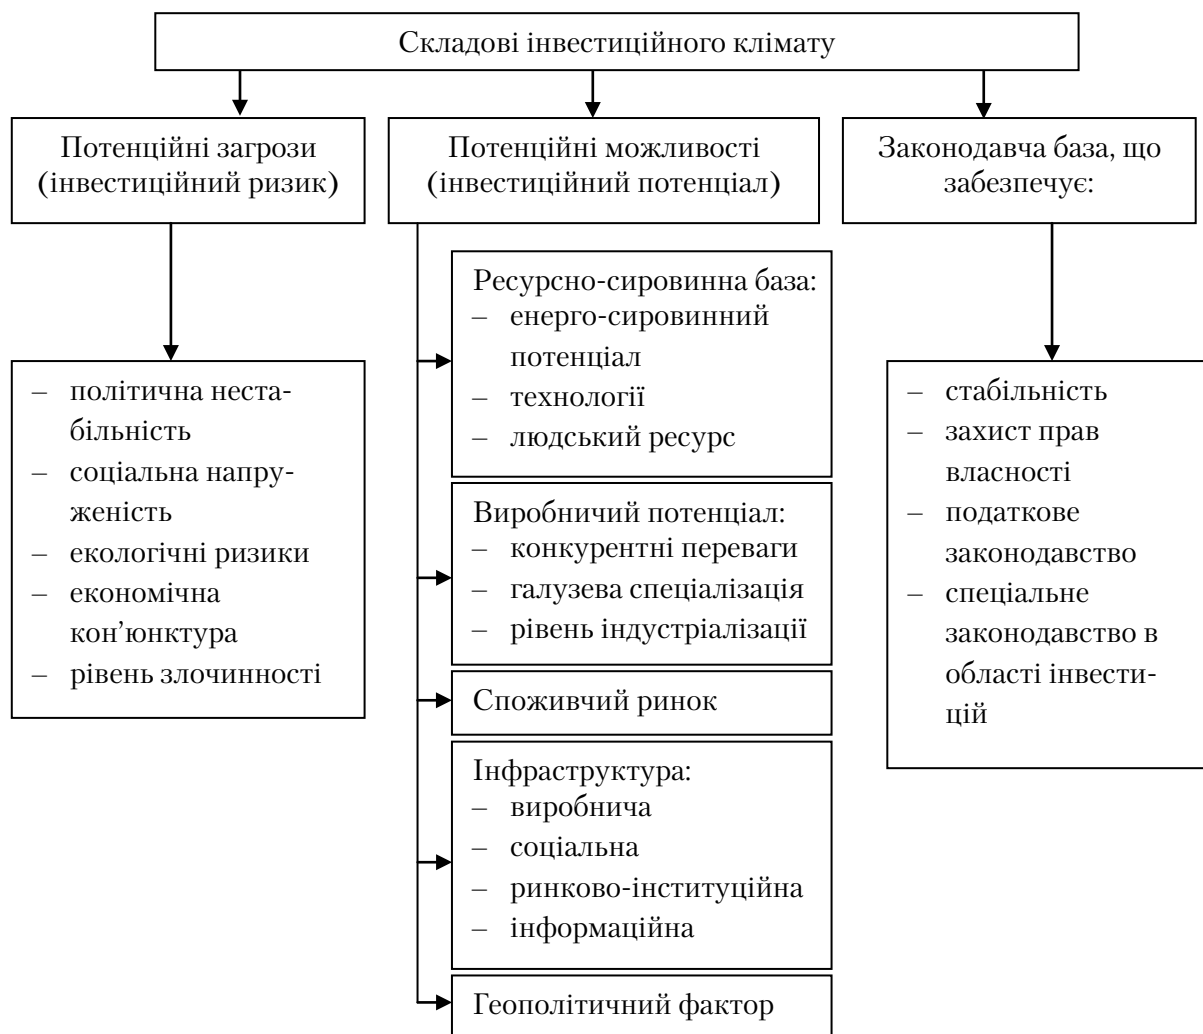 Складові інвестиційного клімату
Потенційні загрози
(інвестиційний ризик)
Потенційні можливості
(інвестиційний потенціал)
Законодавча база, що
забезпечує:
– політична неста-
більність
– соціальна напру-
женість
– екологічні ризики
– економічна
кон’юнктура
– рівень злочинності
Ресурсно-сировинна база:
– енерго-сировинний
потенціал
– технології
– людський ресурс
Виробничий потенціал:
– конкурентні переваги
– галузева спеціалізація
– рівень індустріалізації
Споживчий ринок
Інфраструктура:
– виробнича
– соціальна
– ринково-інституційна
– інформаційна
Геополітичний фактор
– стабільність
– захист прав
власності
– податкове
законодавство
– спеціальне
законодавство в
області інвести-
цій